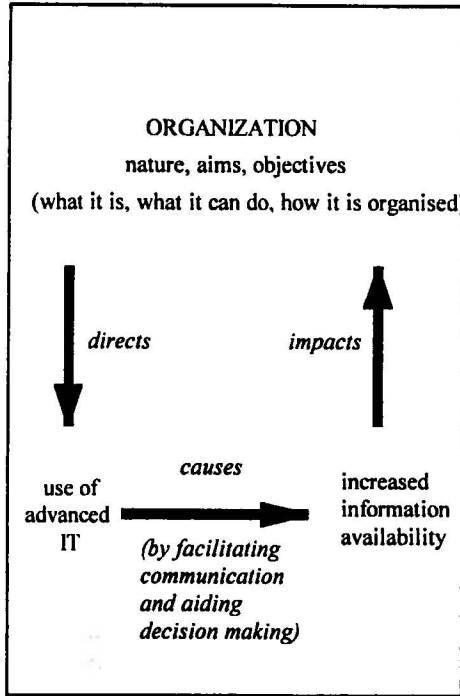 ORGANIZATION
nature, aims, objectives
(what it is, what it can do, how it is organised)
directs
impacts
causes
use of
advanced
IT
increased
information
availability
(by facilitating
communication
and aiding
decision making)